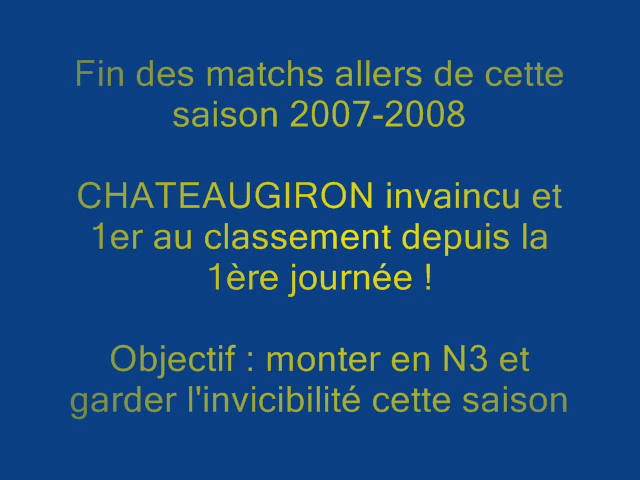 Fin des matchs allers de cette
saison 2007-2008
CHATEAUGIRON invaincu et
1er au classement depuis la
1ère journée !
Objectif : monter en N3 et
garder l'invicibilité cette saison